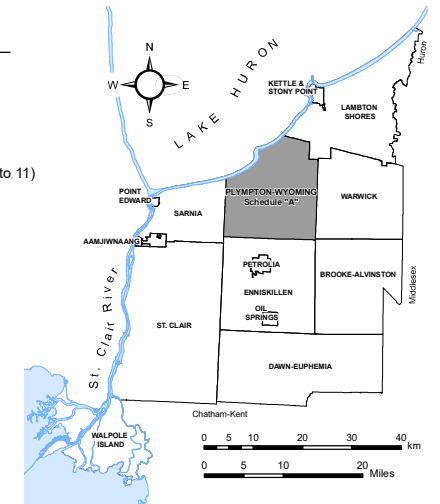 N
W E
S
LAKE HURON
KETTLE &
STONY POINT
Huron
LAMBTON
SHORES
to 11)
POINT
EDWARD
PLYMPTON-WYOMING
Schedule "A"
WARWICK
SARNIA
AAMJIWNAANG
PETROLIA
BROOKE-ALVINSTON
Middlesex
ENNISKILLEN
OIL
SPRINGS
ST. CLAIR
St. Clair River
DAWN-EUPHEMIA
Chatham-Kent
WALPOLE
ISLAND
0 5 10 20 30 40 km
0 5 10 20 Miles